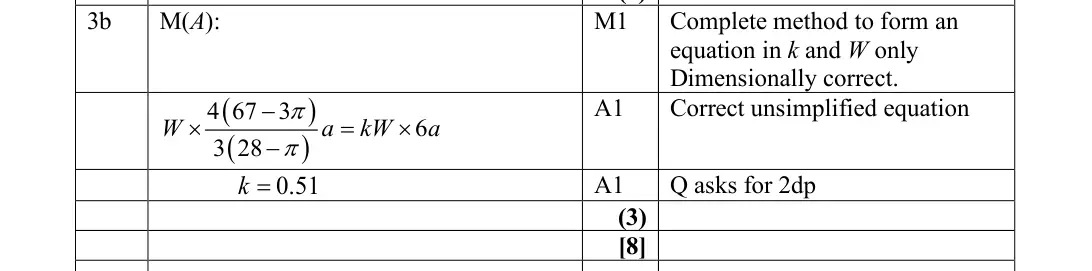 3b M(A): M1 Complete method to form an
equation in k and W only
Dimensionally correct.
W × 4(67 − 3π) / 3(28 − π) a = kW × 6a A1 Correct unsimplified equation
k = 0.51 A1 Q asks for 2dp
(3)
[8]